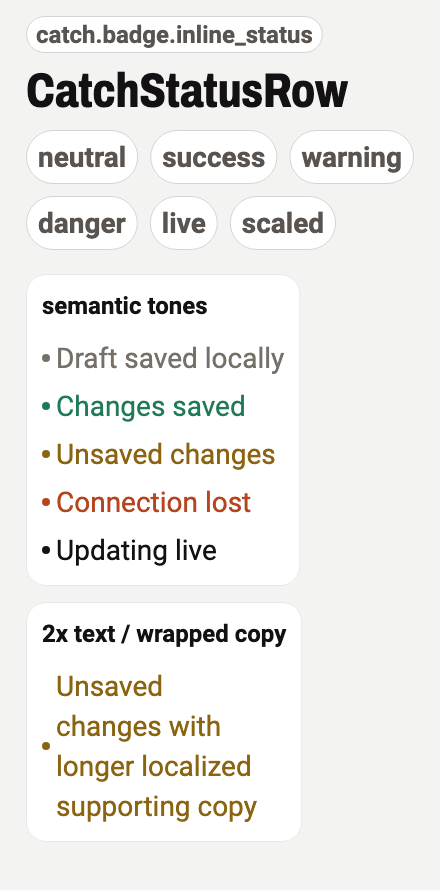 catch.badge.inline_status
CatchStatusRow
neutral success warning
danger live scaled
semantic tones
• Draft saved locally
• Changes saved
• Unsaved changes
• Connection lost
• Updating live
2x text / wrapped copy
• Unsaved
changes with
longer localized
supporting copy